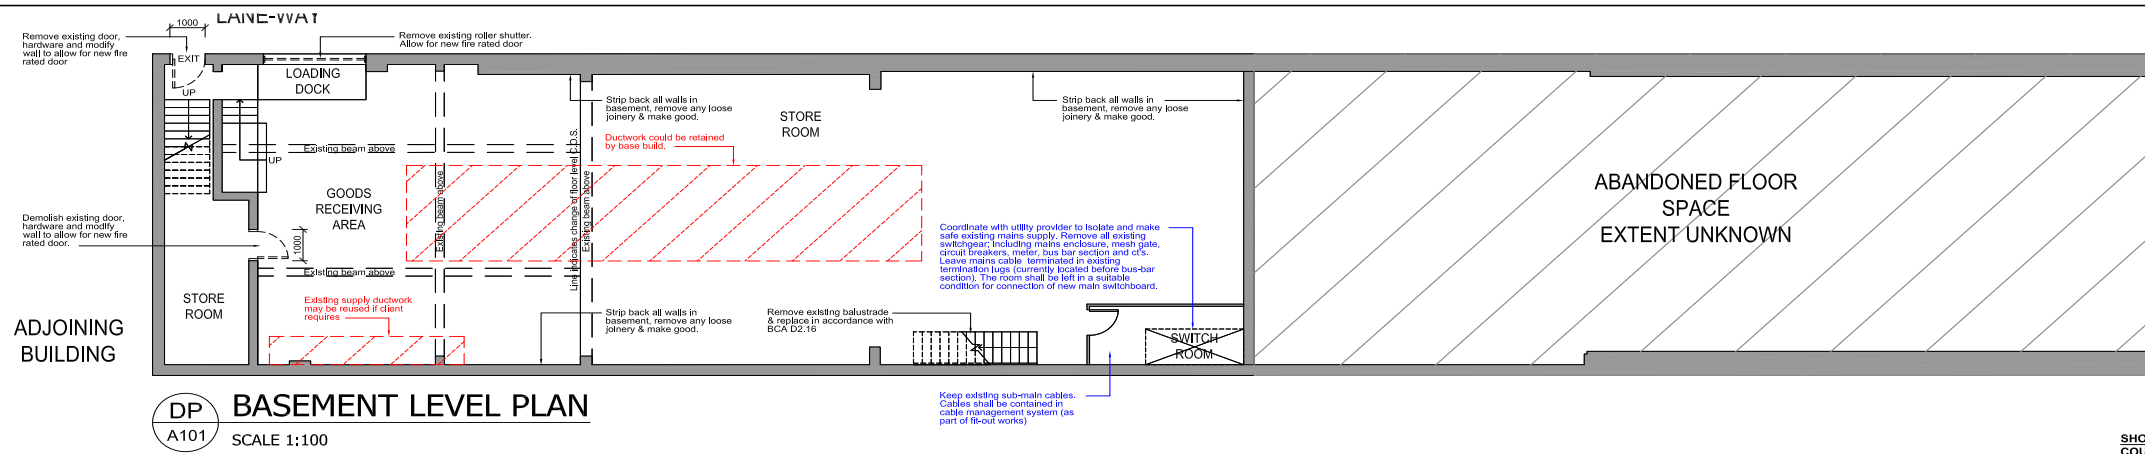 LANE-WAY
1000
Remove existing door,
hardware and modify
wall to allow for new fire
rated door
EXIT
UP
Remove existing roller shutter.
Allow for new fire rated door
LOADING
DOCK
UP
Existing beam above
GOODS
RECEIVING
AREA
Existing beam above
Line indicates change of floor level C.O.S.
Existing beam above
Strip back all walls in
basement, remove any loose
joinery & make good.
Ductwork could be retained
by base build.
STORE
ROOM
Strip back all walls in
basement, remove any loose
joinery & make good.
ABANDONED FLOOR
SPACE
EXTENT UNKNOWN
Demolish existing door,
hardware and modify
wall to allow for new fire
rated door.
1000
Existing beam above
STORE
ROOM
Existing supply ductwork
may be reused if client
requires
Strip back all walls in
basement, remove any loose
joinery & make good.
Remove existing balustrade
& replace in accordance with
BCA D2.16
Coordinate with utility provider to isolate and make
safe existing mains supply. Remove all existing
switchgear; including mains enclosure, mesh gate,
circuit breakers, meter, bus bar section and ct's.
Leave mains cable terminated in existing
termination lugs (currently located before bus-bar
section). The room shall be left in a suitable
condition for connection of new main switchboard.
SWITCH
ROOM
Keep existing sub-main cables.
Cables shall be contained in
cable management system (as
part of fit-out works)
ADJOINING
BUILDING
DP
A101
BASEMENT LEVEL PLAN
SCALE 1:100
SHO
COU